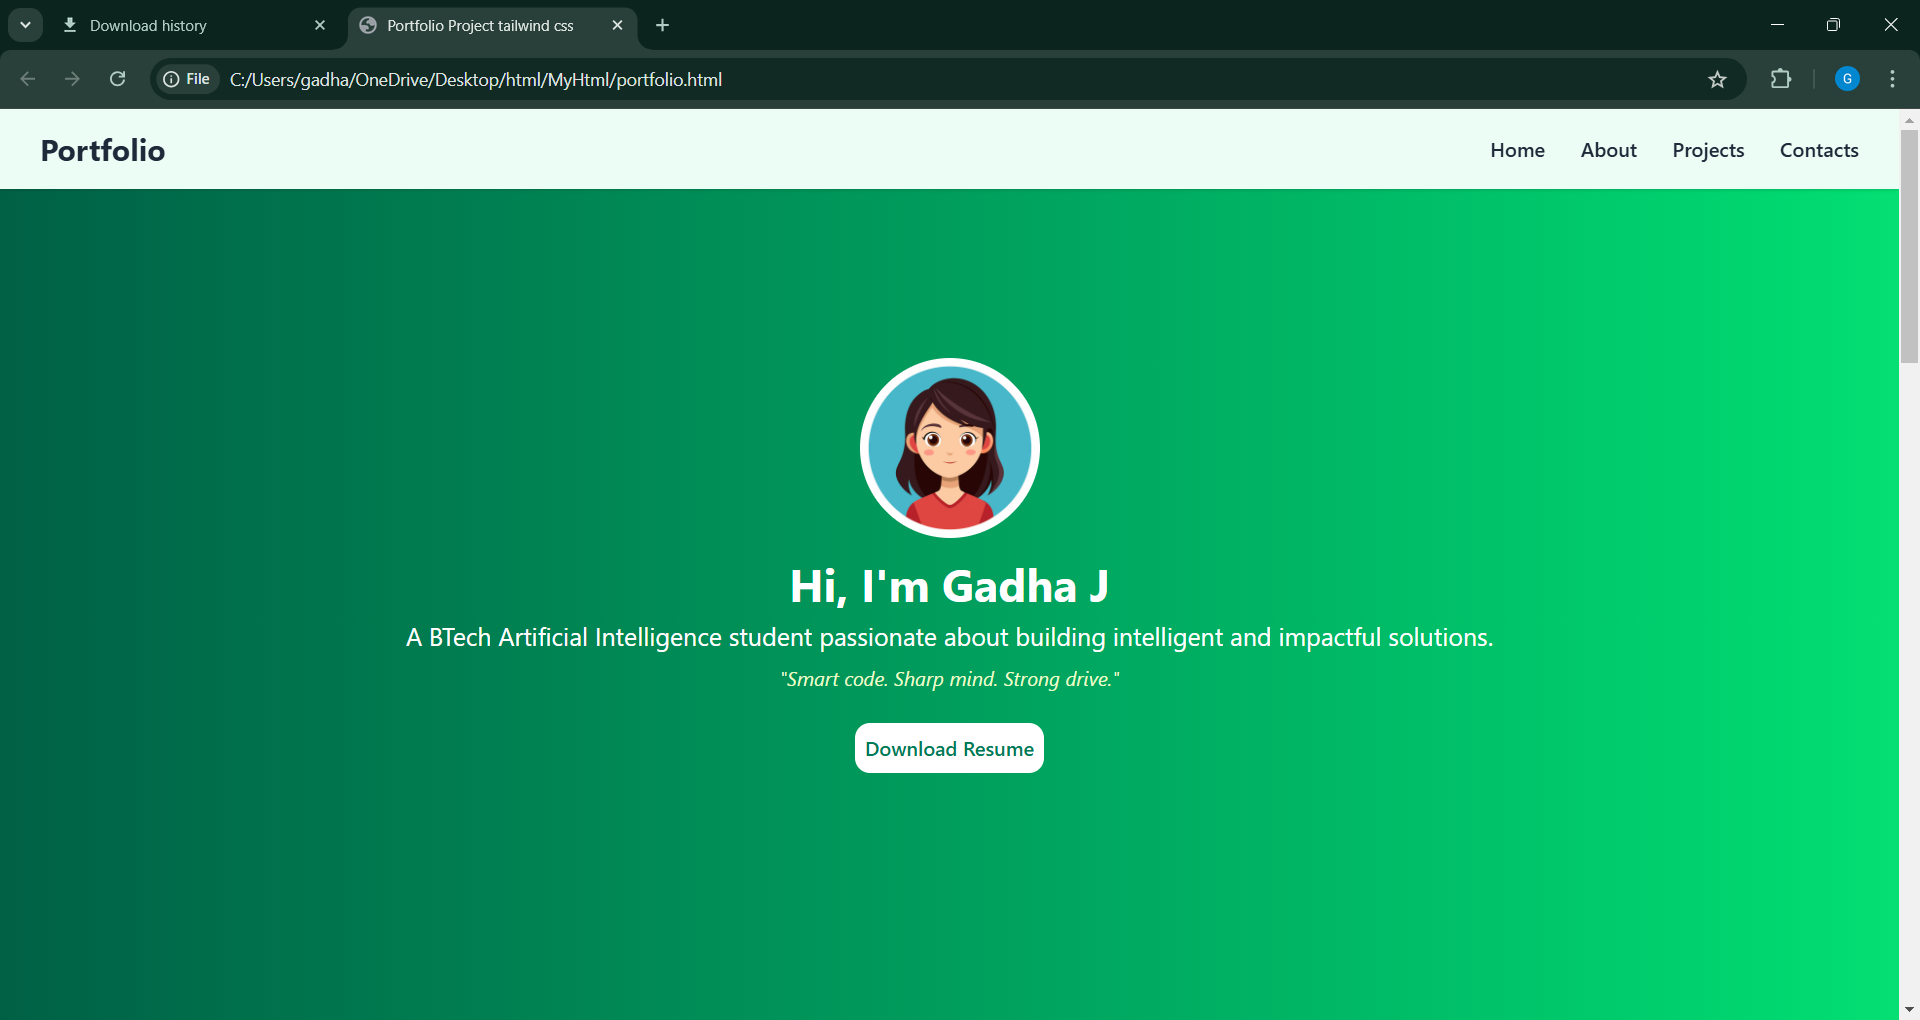 Download history
Portfolio Project tailwind css
File C:/Users/gadha/OneDrive/Desktop/html/MyHtml/portfolio.html
G
Portfolio
Home About Projects Contacts
Hi, I'm Gadha J
A BTech Artificial Intelligence student passionate about building intelligent and impactful solutions.
"Smart code. Sharp mind. Strong drive."
Download Resume